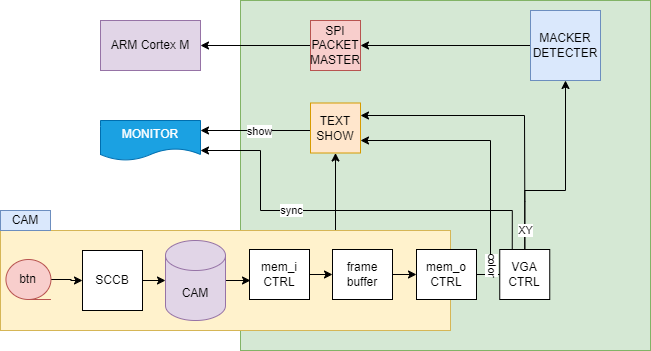 ARM Cortex M
SPI
PACKET
MASTER
MACKER
DETECTER
MONITOR
show
TEXT
SHOW
sync
XY
color
CAM
btn
SCCB
CAM
mem_i
CTRL
frame
buffer
mem_o
CTRL
VGA
CTRL